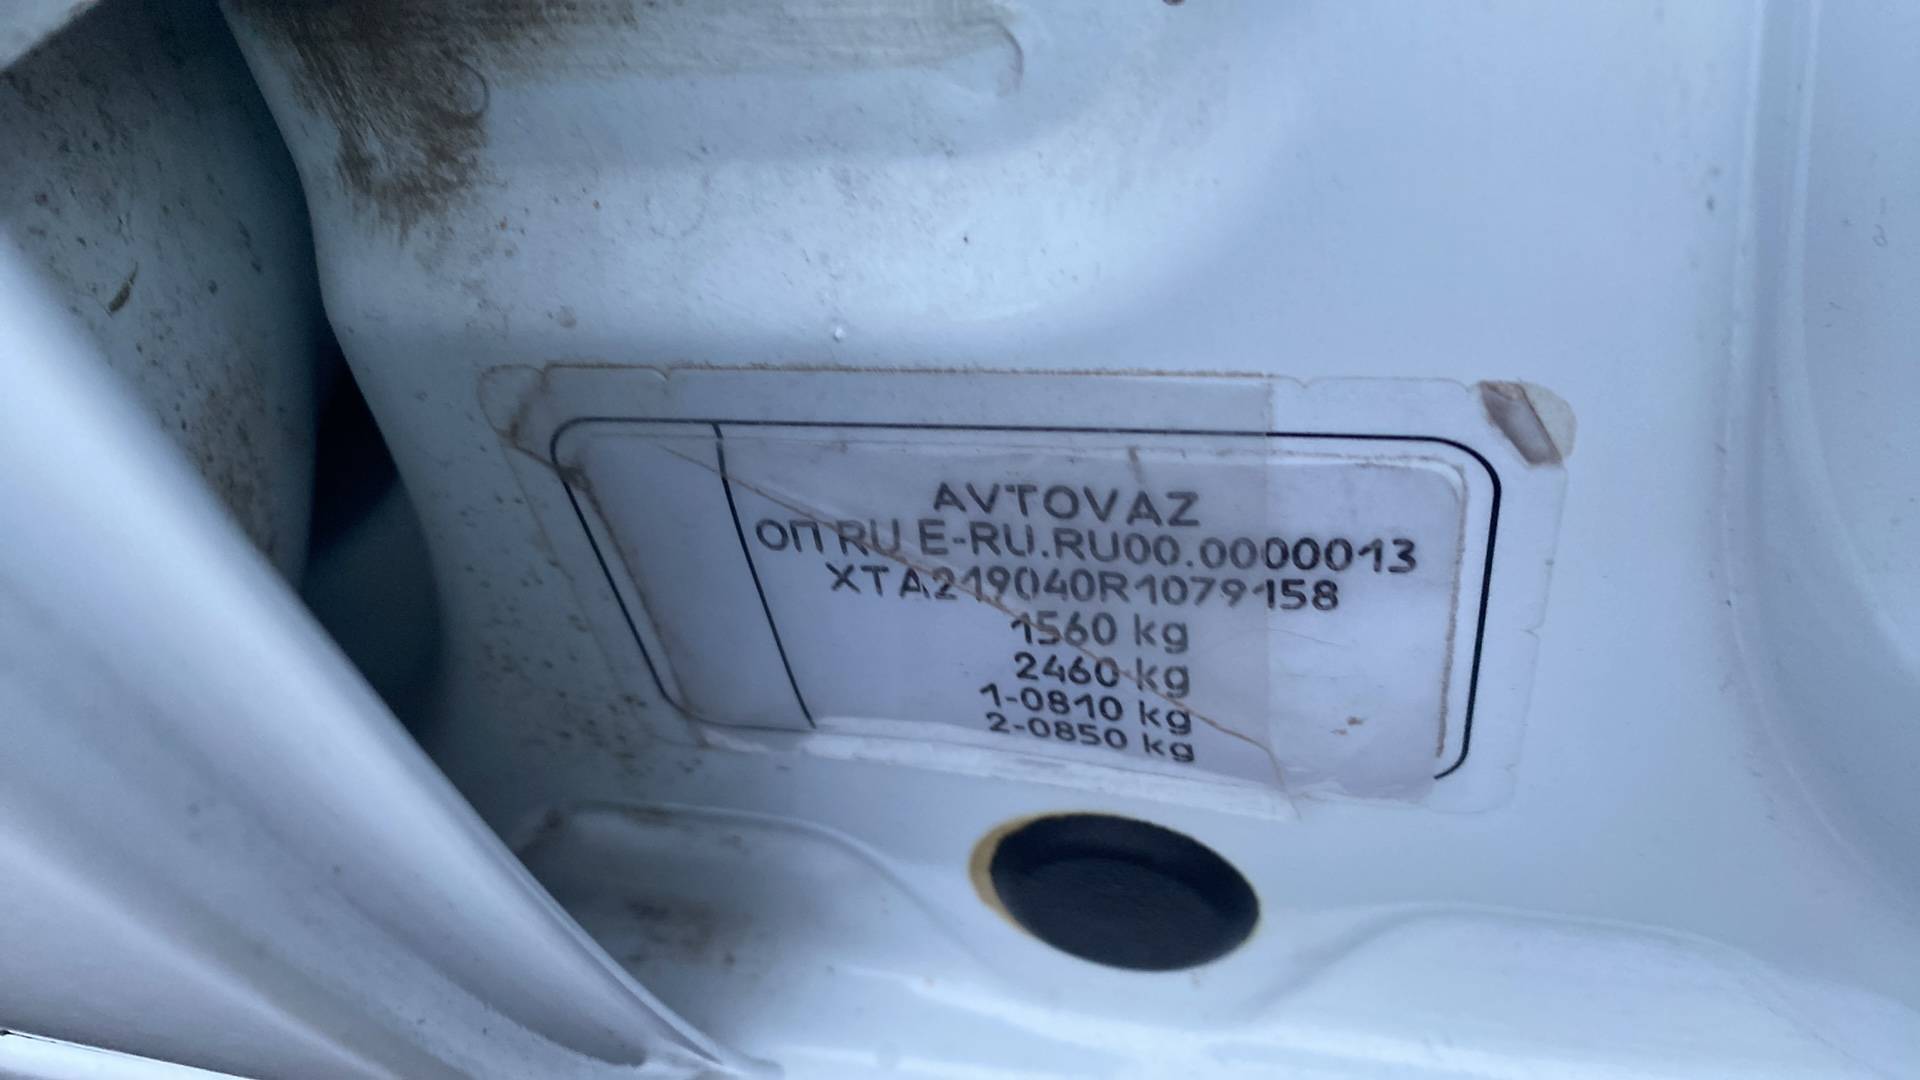 AVTOVAZ
ОП RU E-RU.RU00.0000013
XTA219040R1079158
1560 kg
2460 kg
1-0810 kg
2-0850 kg